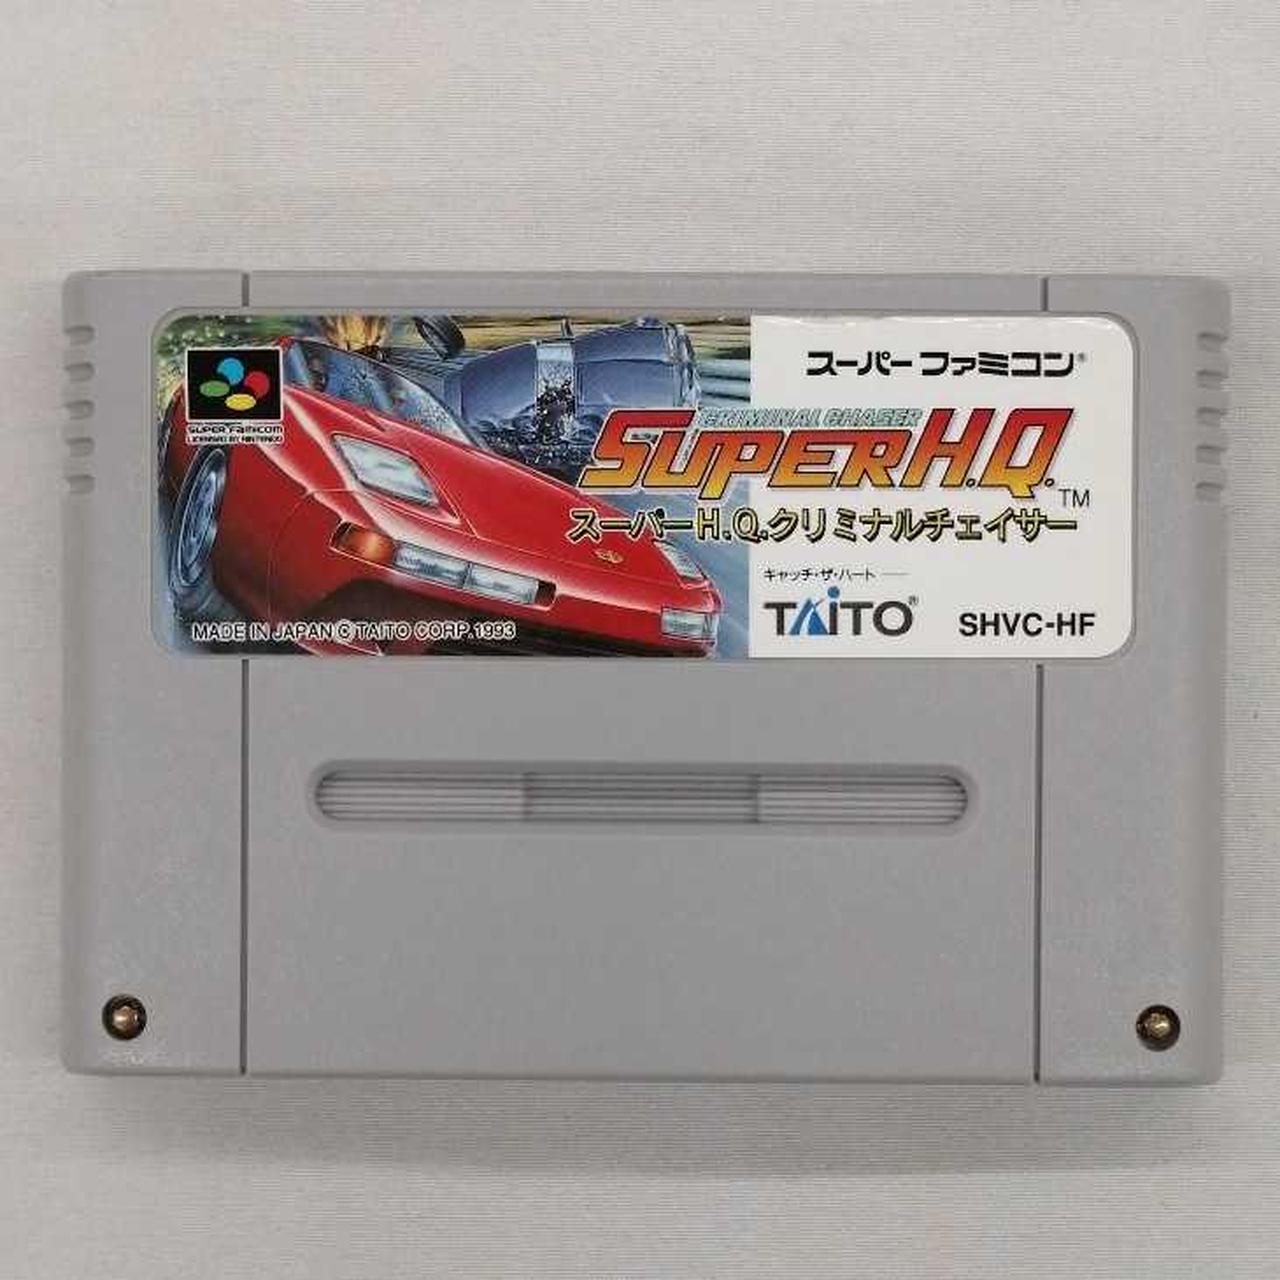 スーパーファミコン®
SUPER FAMICOM
LICENSED BY NINTENDO
CRIMINAL CHASER
SUPER H.Q.™
スーパーH.Q.クリミナルチェイサー
キャッチ・ザ・ハート
TAITO® SHVC-HF
MADE IN JAPAN © TAITO CORP. 1993